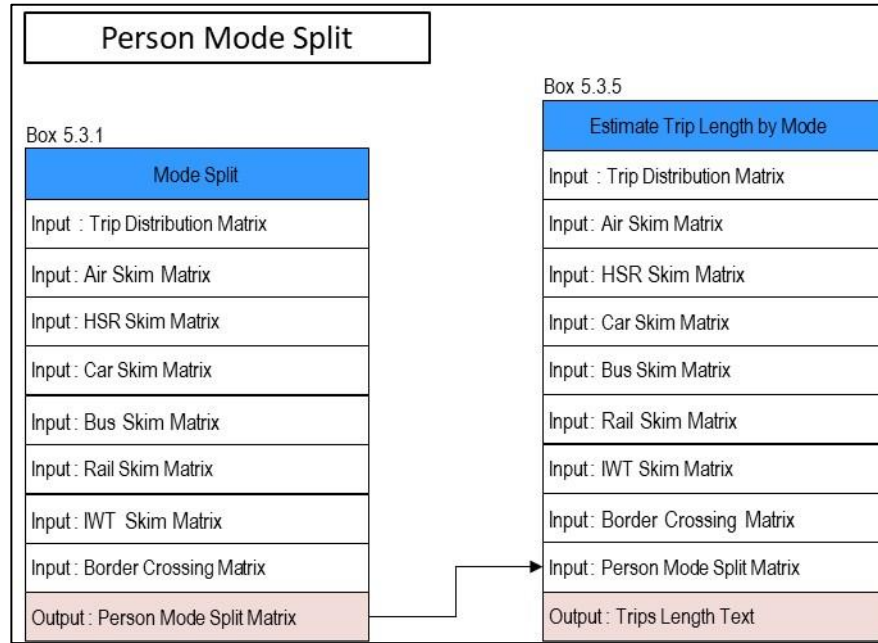 Person Mode Split
Box 5.3.1
Mode Split
Input : Trip Distribution Matrix
Input : Air Skim Matrix
Input : HSR Skim Matrix
Input : Car Skim Matrix
Input : Bus Skim Matrix
Input : Rail Skim Matrix
Input : IWT Skim Matrix
Input : Border Crossing Matrix
Output : Person Mode Split Matrix
Box 5.3.5
Estimate Trip Length by Mode
Input : Trip Distribution Matrix
Input : Air Skim Matrix
Input : HSR Skim Matrix
Input : Car Skim Matrix
Input : Bus Skim Matrix
Input : Rail Skim Matrix
Input : IWT Skim Matrix
Input : Border Crossing Matrix
Input : Person Mode Split Matrix
Output : Trips Length Text